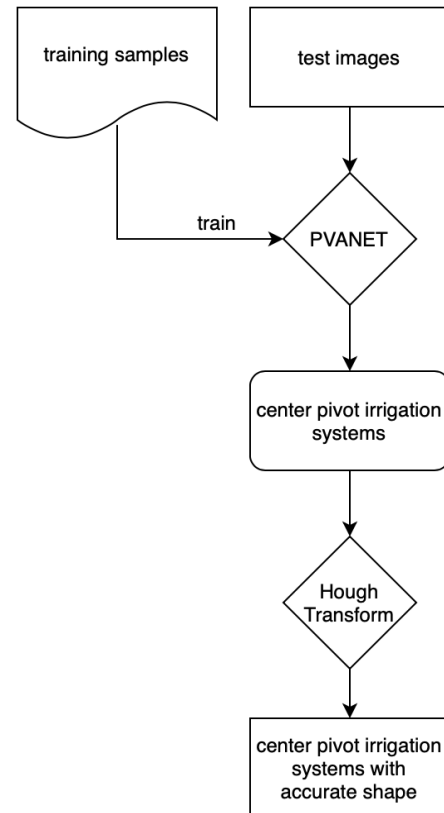 training samples
test images
train
PVANET
center pivot irrigation
systems
Hough
Transform
center pivot irrigation
systems with
accurate shape